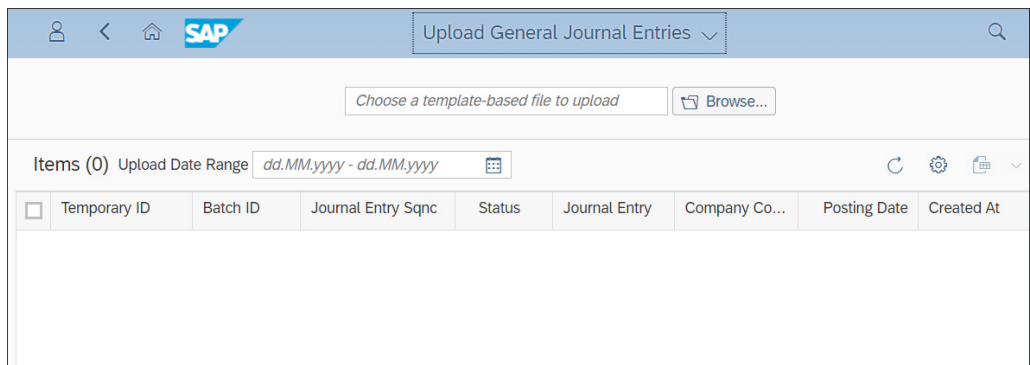 SAP Upload General Journal Entries
Choose a template-based file to upload Browse...
Items (0) Upload Date Range dd.MM.yyyy - dd.MM.yyyy
Temporary ID Batch ID Journal Entry Sqnc Status Journal Entry Company Co... Posting Date Created At